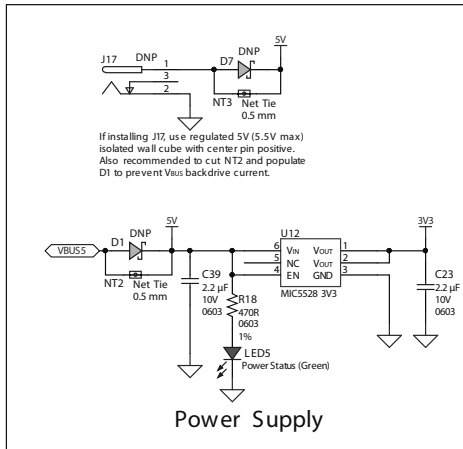 J17 DNP
1
3
2
D7
DNP
5V
NT3 Net Tie
0.5 mm
If installing J17, use regulated 5V (5.5V max)
isolated wall cube with center pin positive.
Also recommended to cut NT2 and populate
D1 to prevent VBUS backdrive current.
VBUS5
D1
DNP
5V
NT2 Net Tie
0.5 mm
C39
2.2 µF
10V
0603
R18
470R
0603
1%
LED5
Power Status (Green)
U12
6 VIN VOUT 1
5 NC VOUT 2
4 EN GND 3
MIC5528 3V3
3V3
C23
2.2 µF
10V
0603
Power Supply